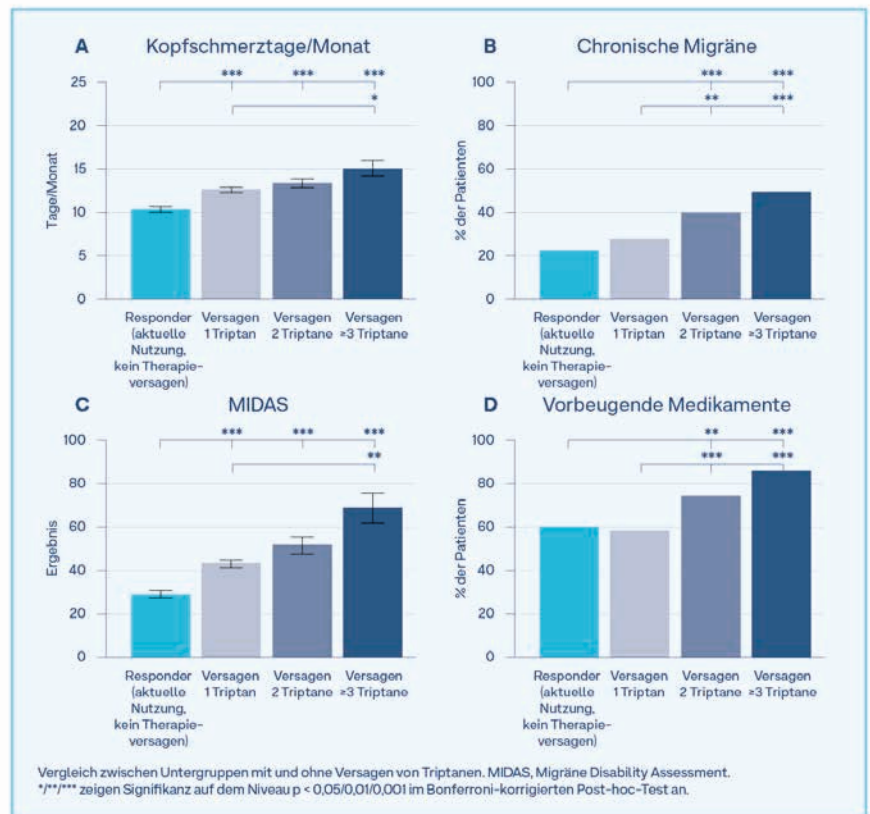 A Kopfschmerztage/Monat
25
20
15
10
5
0
Tage/Monat
*** *** ***
*
Responder
(aktuelle
Nutzung,
kein Therapie-
versagen)
Versagen
1 Triptan
Versagen
2 Triptane
Versagen
≥3 Triptane
B Chronische Migräne
100
80
60
40
20
0
% der Patienten
*** ***
** ***
Responder
(aktuelle
Nutzung,
kein Therapie-
versagen)
Versagen
1 Triptan
Versagen
2 Triptane
Versagen
≥3 Triptane
C MIDAS
100
80
60
40
20
0
Ergebnis
*** *** ***
**
Responder
(aktuelle
Nutzung,
kein Therapie-
versagen)
Versagen
1 Triptan
Versagen
2 Triptane
Versagen
≥3 Triptane
D Vorbeugende Medikamente
100
80
60
40
20
0
% der Patienten
** ***
*** ***
Responder
(aktuelle
Nutzung,
kein Therapie-
versagen)
Versagen
1 Triptan
Versagen
2 Triptane
Versagen
≥3 Triptane
Vergleich zwischen Untergruppen mit und ohne Versagen von Triptanen. MIDAS, Migräne Disability Assessment.
*/**/*** zeigen Signifikanz auf dem Niveau p < 0,05/0,01/0,001 im Bonferroni-korrigierten Post-hoc-Test an.